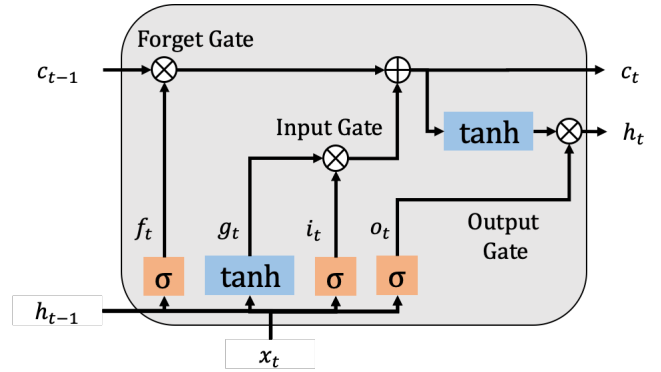 Forget Gate
c_{t-1}
c_t
Input Gate
tanh
h_t
f_t
g_t
i_t
o_t
Output
Gate
σ
tanh
σ
σ
h_{t-1}
x_t